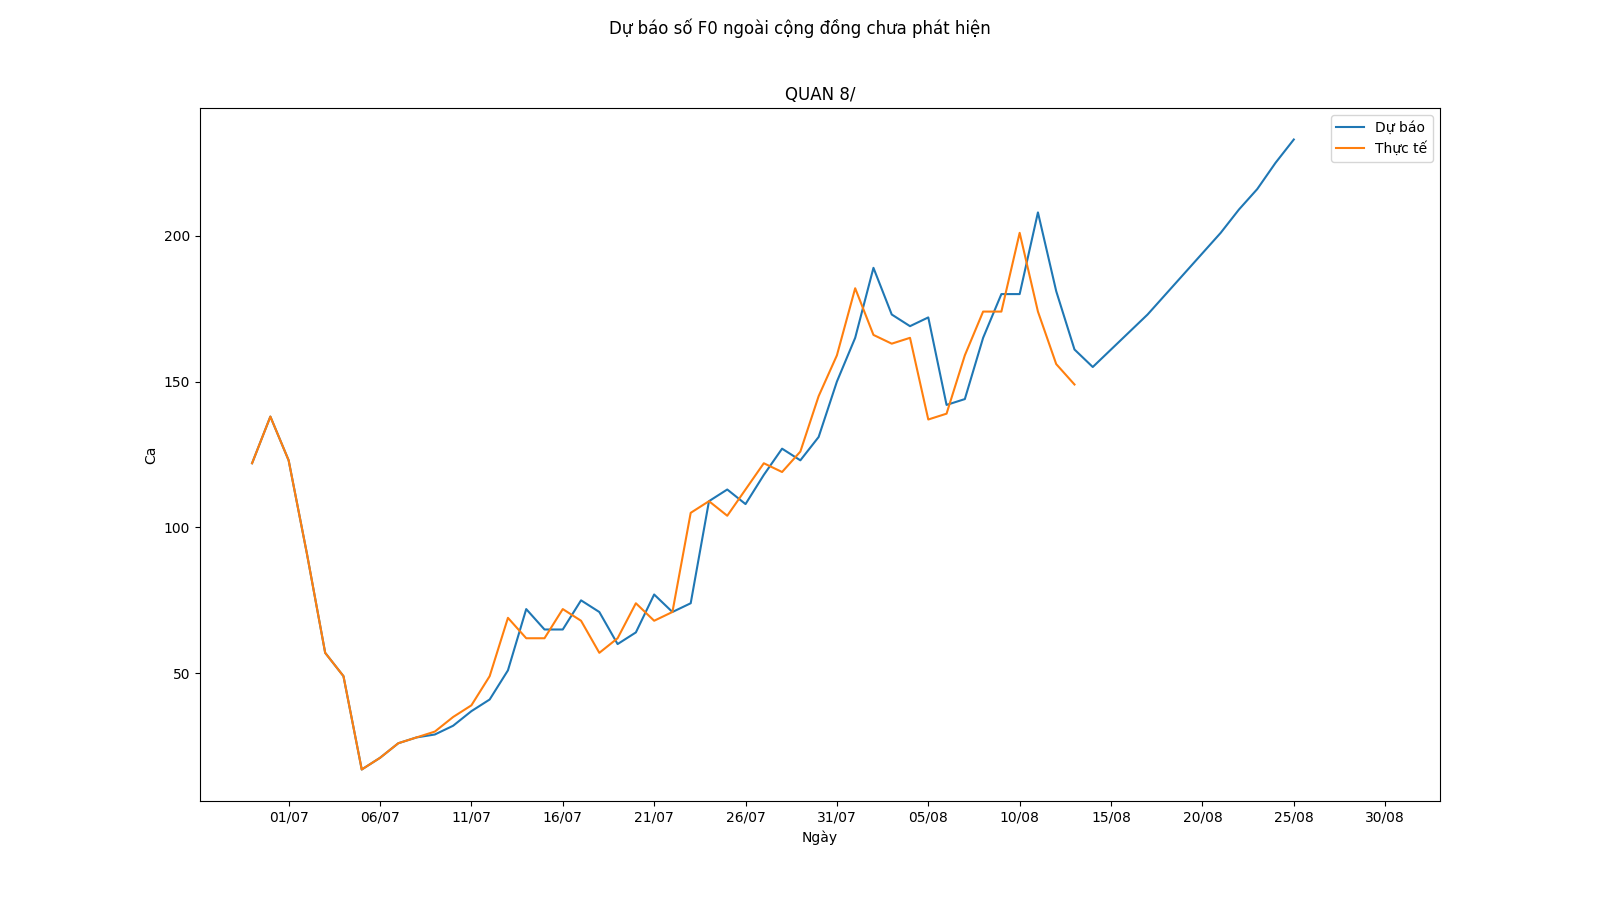 Dự báo số F0 ngoài cộng đồng chưa phát hiện
QUAN 8/
Dự báo
Thực tế
200
150
100
50
Ca
01/07 06/07 11/07 16/07 21/07 26/07 31/07 05/08 10/08 15/08 20/08 25/08 30/08
Ngày